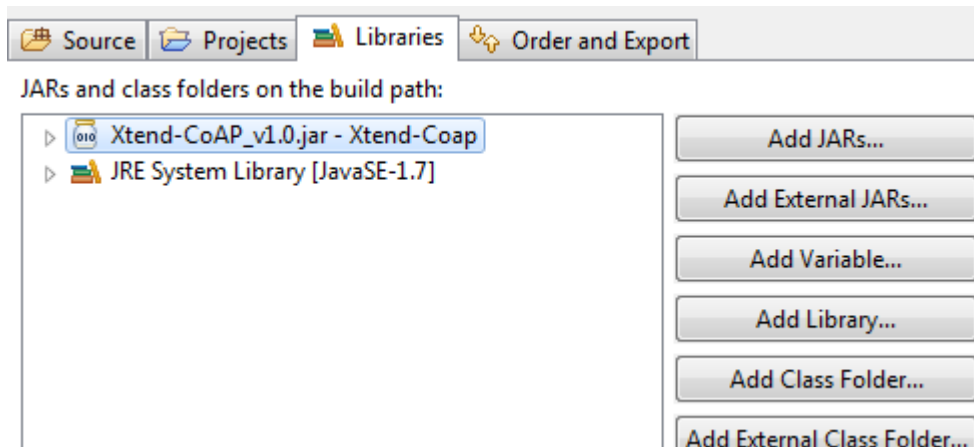 Source Projects Libraries Order and Export
JARs and class folders on the build path:
Xtend-CoAP_v1.0.jar - Xtend-Coap
JRE System Library [JavaSE-1.7]
Add JARs...
Add External JARs...
Add Variable...
Add Library...
Add Class Folder...
Add External Class Folder...